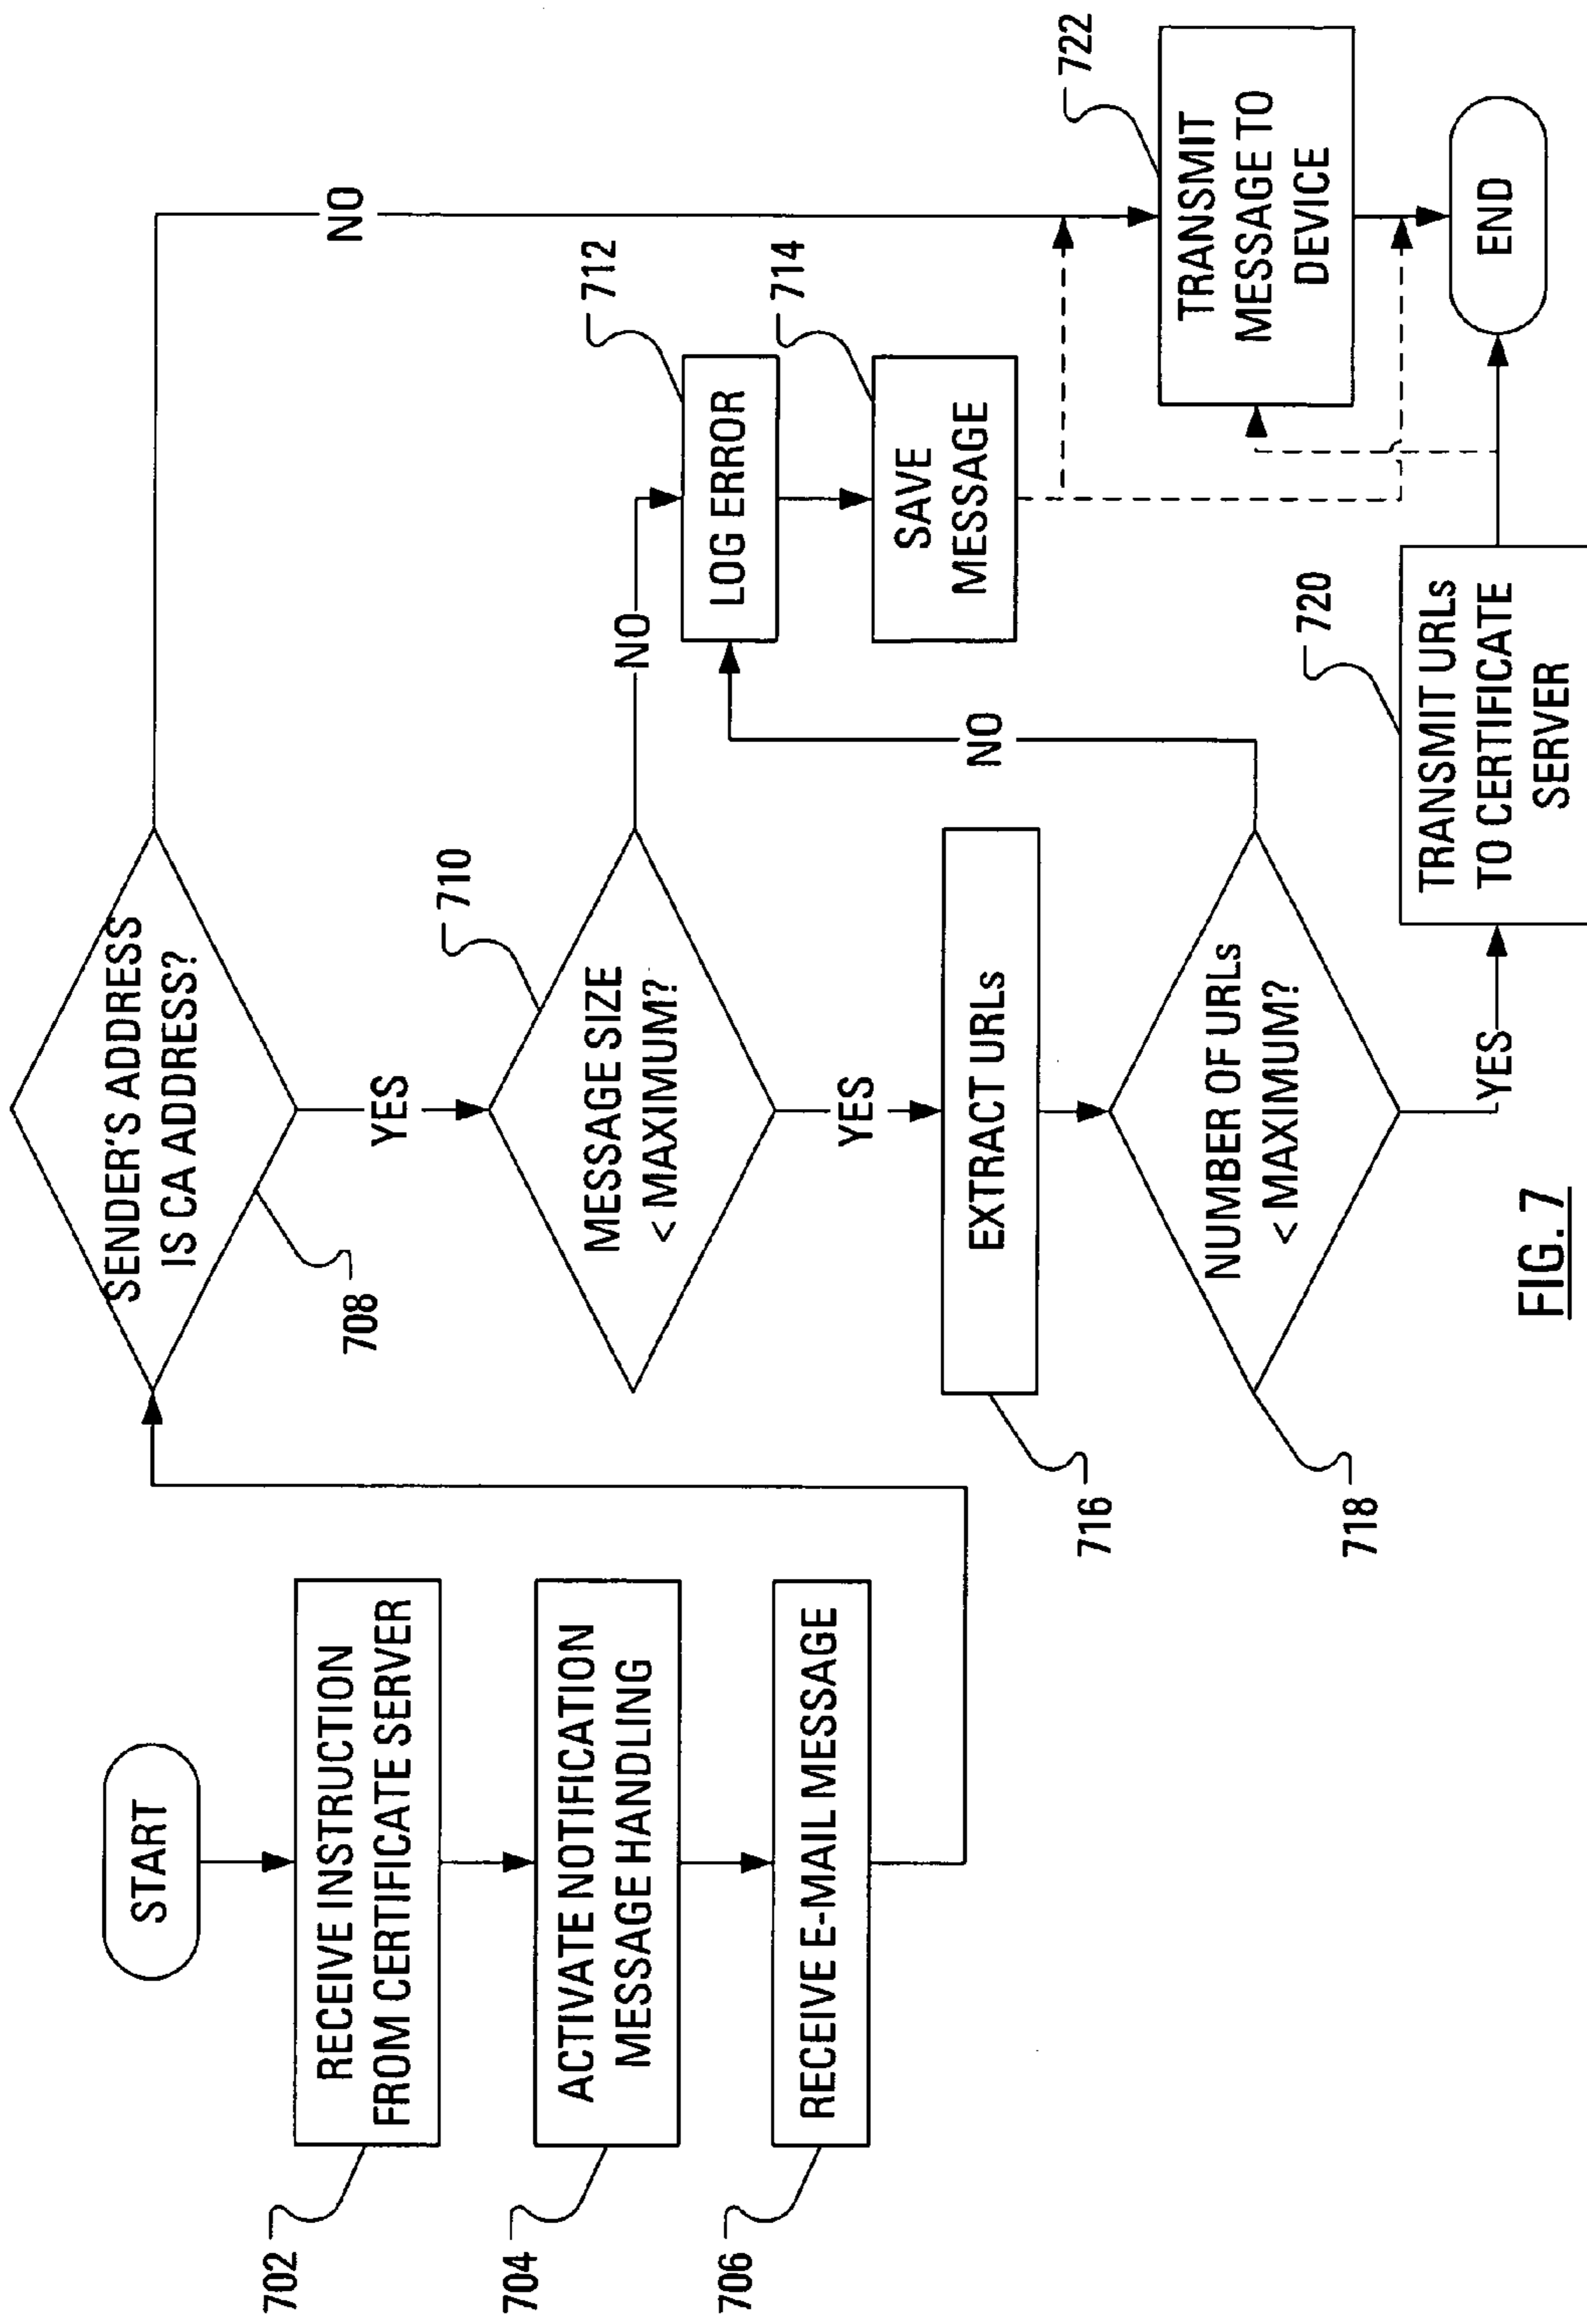 START
702
RECEIVE INSTRUCTION
FROM CERTIFICATE SERVER
704
ACTIVATE NOTIFICATION
MESSAGE HANDLING
706
RECEIVE E-MAIL MESSAGE
SENDER'S ADDRESS
IS CA ADDRESS?
708
NO
YES
MESSAGE SIZE
< MAXIMUM?
710
NO
YES
712
LOG ERROR
714
SAVE
MESSAGE
EXTRACT URLs
716
NUMBER OF URLs
< MAXIMUM?
718
NO
YES
720
TRANSMIT URLs
TO CERTIFICATE
SERVER
722
TRANSMIT
MESSAGE TO
DEVICE
END
FIG. 7